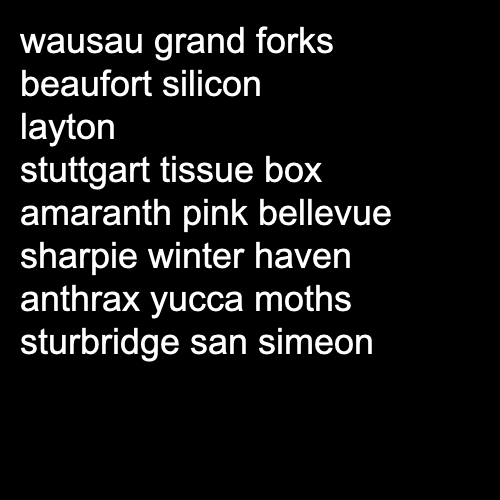 wausau grand forks
beaufort silicon
layton
stuttgart tissue box
amaranth pink bellevue
sharpie winter haven
anthrax yucca moths
sturbridge san simeon